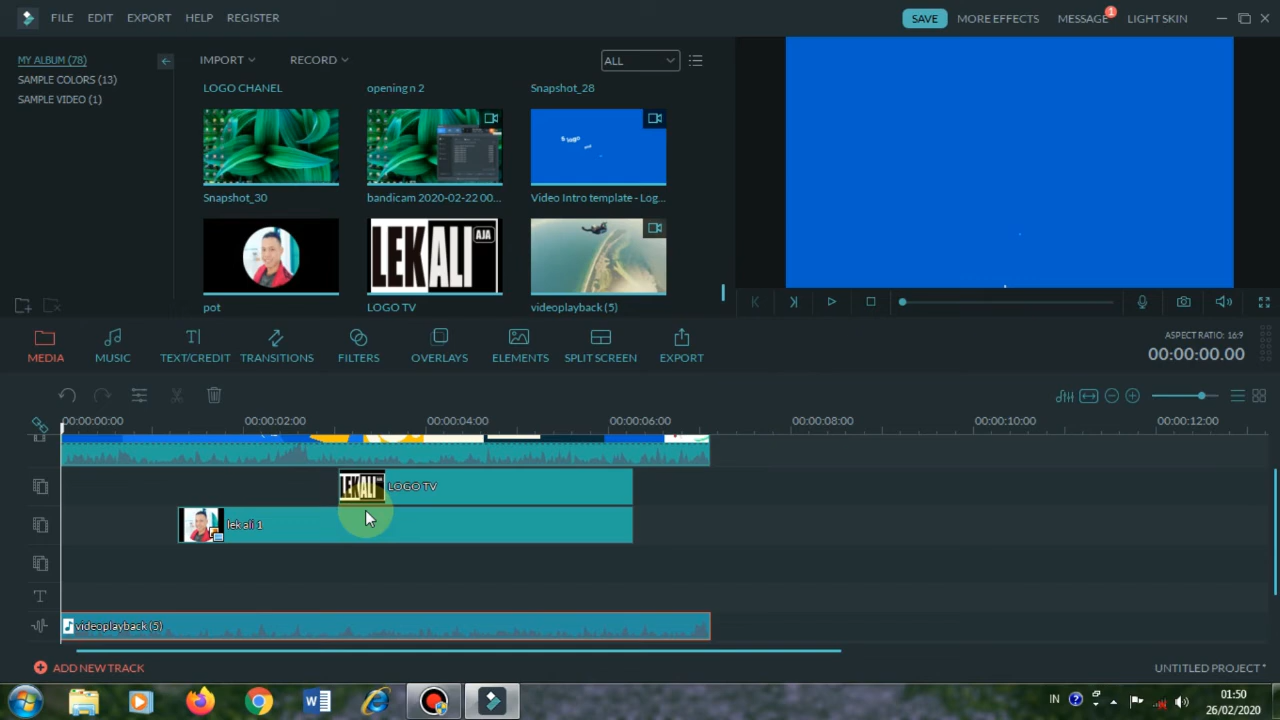 FILE EDIT EXPORT HELP REGISTER SAVE MORE EFFECTS MESSAGE 1 LIGHT SKIN
MY ALBUM (78) IMPORT RECORD ALL
SAMPLE COLORS (13)
SAMPLE VIDEO (1)
LOGO CHANEL opening n 2 Snapshot_28
Snapshot_30 bandicam 2020-02-22 00... Video Intro template - Log...
LEK ALI AJA
pot LOGO TV videoplayback (5)
ASPECT RATIO: 16:9
00:00:00.00
MEDIA MUSIC TEXT/CREDIT TRANSITIONS FILTERS OVERLAYS ELEMENTS SPLIT SCREEN EXPORT
00:00:00:00 00:00:02:00 00:00:04:00 00:00:06:00 00:00:08:00 00:00:10:00 00:00:12:00
LEKALI LOGO TV
lek ali 1
videoplayback (5)
ADD NEW TRACK UNTITLED PROJECT *
IN 01:50
26/02/2020